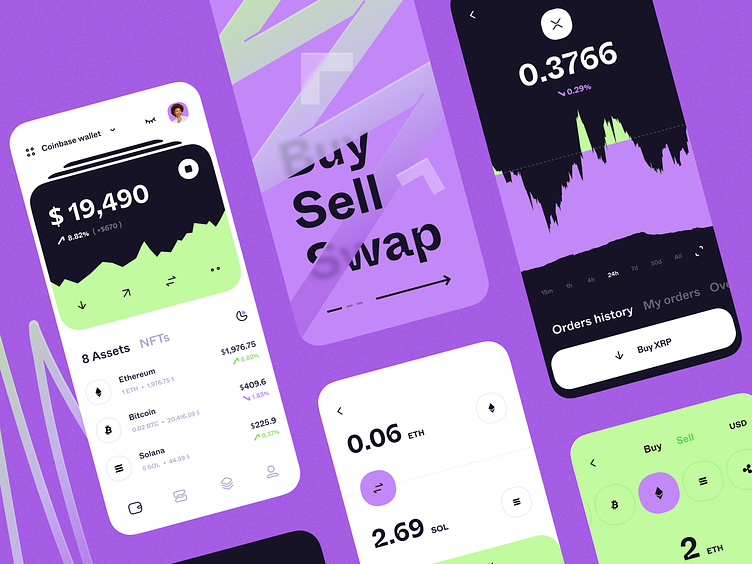 Coinbase wallet
$ 19,490
8.82% (+$670)
8 Assets NFTs
Ethereum
1 ETH • 1,976.75 $
$1,976.75
8.82%
Bitcoin
0.02 BTC • 20,416.59 $
$409.6
1.83%
Solana
5 SOL • 44.69 $
$225.9
0.37%
Buy
Sell
Swap
0.3766
0.29%
15m 1h 4h 24h 7d 30d All
Orders history My orders Ove
Buy XRP
0.06 ETH
2.69 SOL
Buy Sell USD
2 ETH